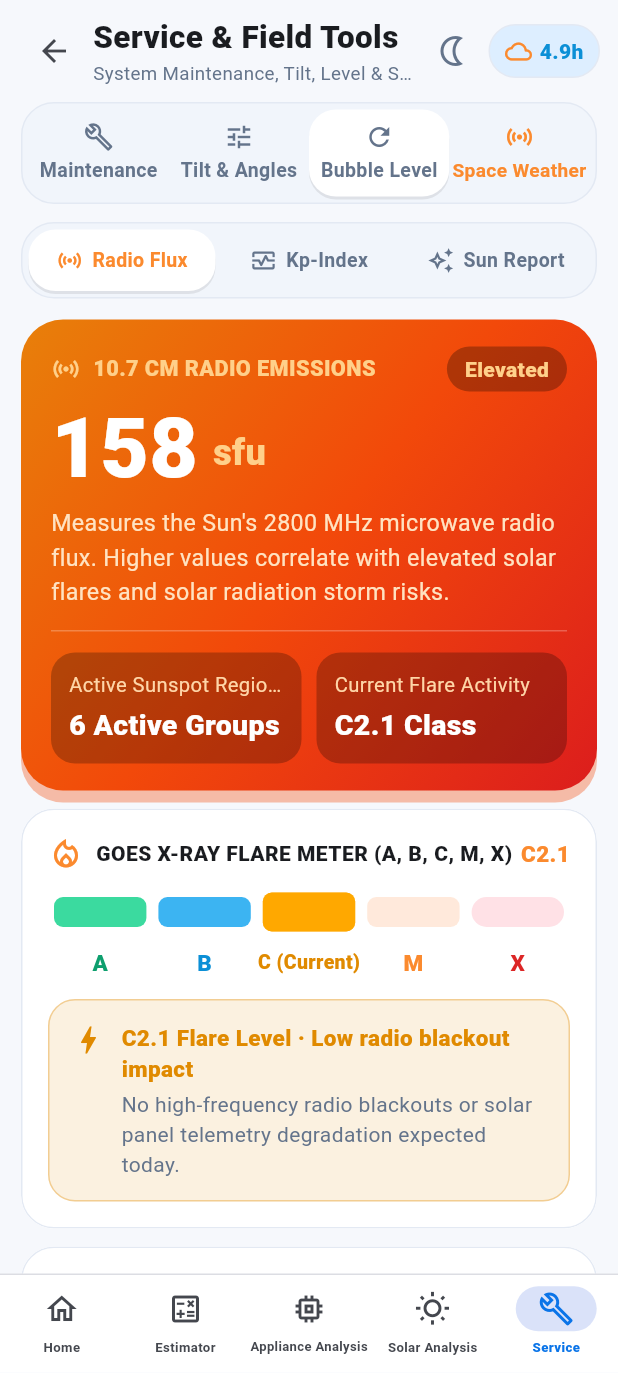 Service & Field Tools
System Maintenance, Tilt, Level & S...
4.9h
Maintenance
Tilt & Angles
Bubble Level
Space Weather
Radio Flux
Kp-Index
Sun Report
10.7 CM RADIO EMISSIONS
Elevated
158 sfu
Measures the Sun's 2800 MHz microwave radio
flux. Higher values correlate with elevated solar
flares and solar radiation storm risks.
Active Sunspot Regio...
6 Active Groups
Current Flare Activity
C2.1 Class
GOES X-RAY FLARE METER (A, B, C, M, X) C2.1
A
B
C (Current)
M
X
C2.1 Flare Level · Low radio blackout
impact
No high-frequency radio blackouts or solar
panel telemetry degradation expected
today.
Home
Estimator
Appliance Analysis
Solar Analysis
Service